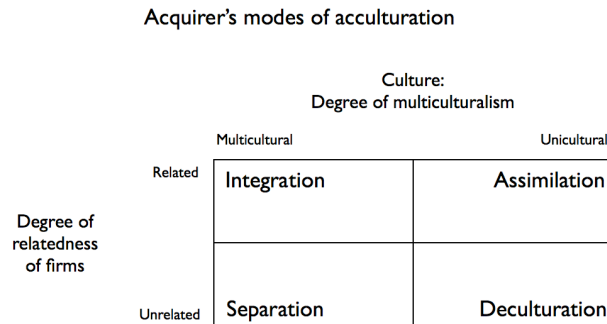 Acquirer's modes of acculturation
Culture:
Degree of multiculturalism
Multicultural
Unicultural
Related
Integration
Assimilation
Degree of
relatedness
of firms
Unrelated
Separation
Deculturation